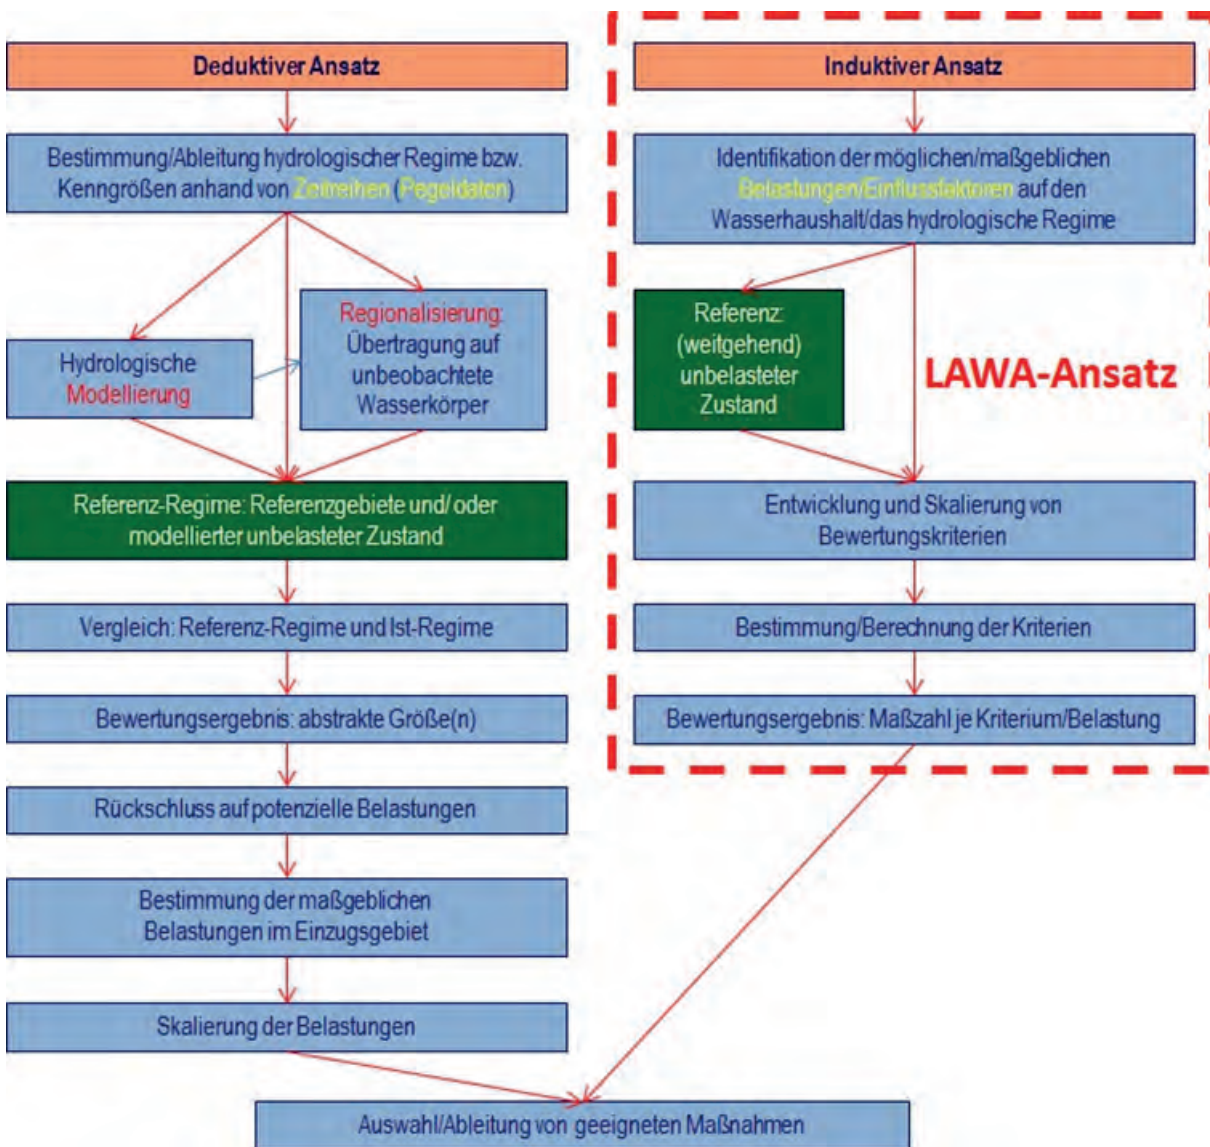 Deduktiver Ansatz
Bestimmung/Ableitung hydrologischer Regime bzw.
Kenngrößen anhand von Zeitreihen (Pegeldaten)
Hydrologische
Modellierung
Regionalisierung:
Übertragung auf
unbeobachtete
Wasserkörper
Referenz-Regime: Referenzgebiete und/ oder
modellierter unbelasteter Zustand
Vergleich: Referenz-Regime und Ist-Regime
Bewertungsergebnis: abstrakte Größe(n)
Rückschluss auf potenzielle Belastungen
Bestimmung der maßgeblichen
Belastungen im Einzugsgebiet
Skalierung der Belastungen
Induktiver Ansatz
Identifikation der möglichen/maßgeblichen
Belastungen/Einflussfaktoren auf den
Wasserhaushalt/das hydrologische Regime
Referenz:
(weitgehend)
unbelasteter
Zustand
LAWA-Ansatz
Entwicklung und Skalierung von
Bewertungskriterien
Bestimmung/Berechnung der Kriterien
Bewertungsergebnis: Maßzahl je Kriterium/Belastung
Auswahl/Ableitung von geeigneten Maßnahmen